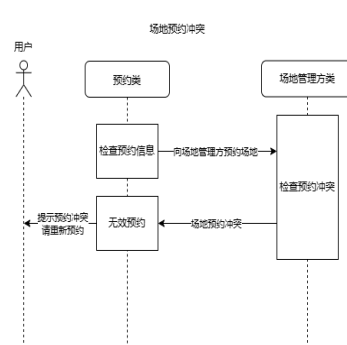 场地预约冲突
用户
预约类
场地管理方类
检查预约信息
向场地管理方预约场地
检查预约冲突
提示预约冲突
请重新预约
无效预约
场地预约冲突